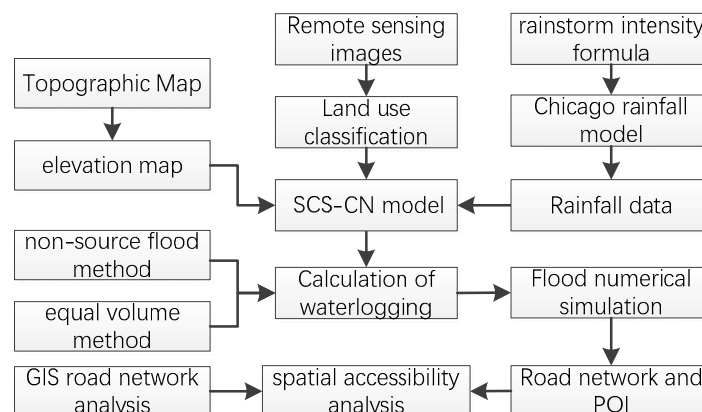 Remote sensing
images
rainstorm intensity
formula
Topographic Map
Land use
classification
Chicago rainfall
model
elevation map
SCS-CN model
Rainfall data
non-source flood
method
Calculation of
waterlogging
Flood numerical
simulation
equal volume
method
GIS road network
analysis
spatial accessibility
analysis
Road network and
POI